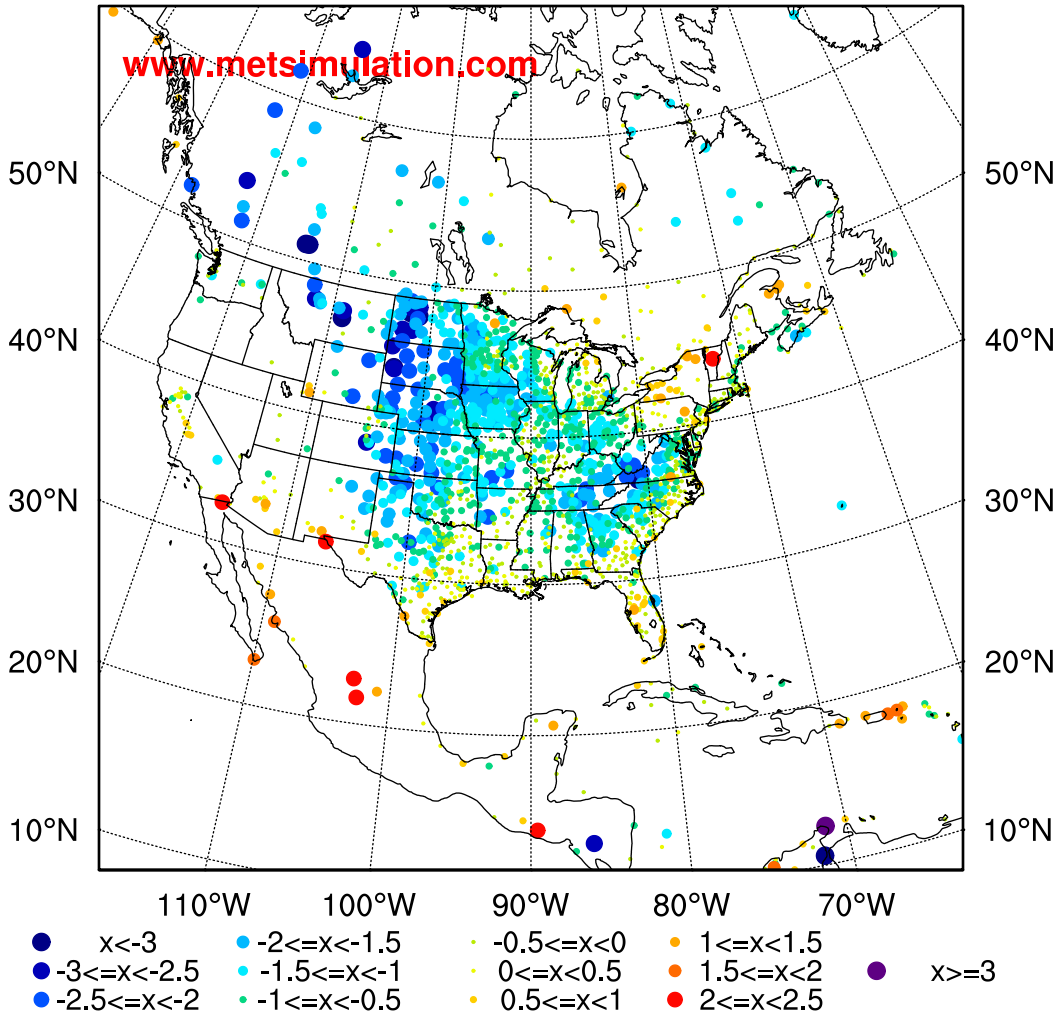 www.metsimulation.com
50°N 50°N
40°N 40°N
30°N 30°N
20°N 20°N
10°N 10°N
110°W 100°W 90°W 80°W 70°W
x<-3 -2<=x<-1.5 -0.5<=x<0 1<=x<1.5
-3<=x<-2.5 -1.5<=x<-1 0<=x<0.5 1.5<=x<2 x>=3
-2.5<=x<-2 -1<=x<-0.5 0.5<=x<1 2<=x<2.5